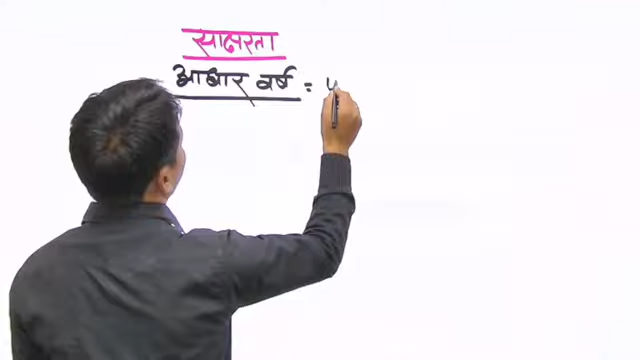 साक्षरता
आधार वर्ष =